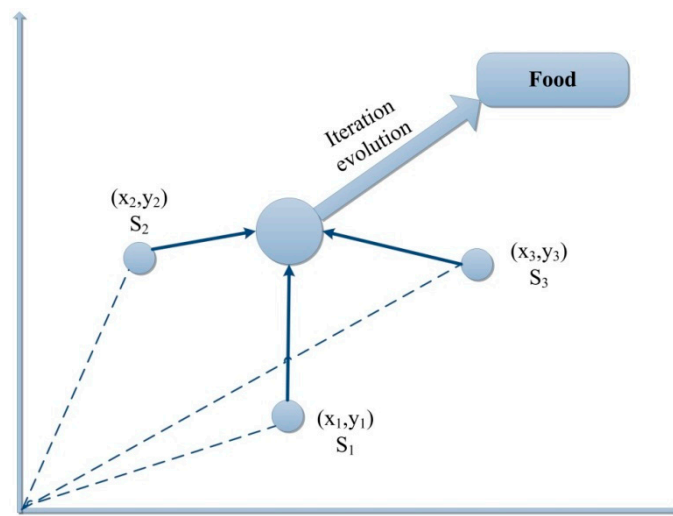 Food
Iteration
evolution
(x₂,y₂)
S₂
(x₃,y₃)
S₃
(x₁,y₁)
S₁